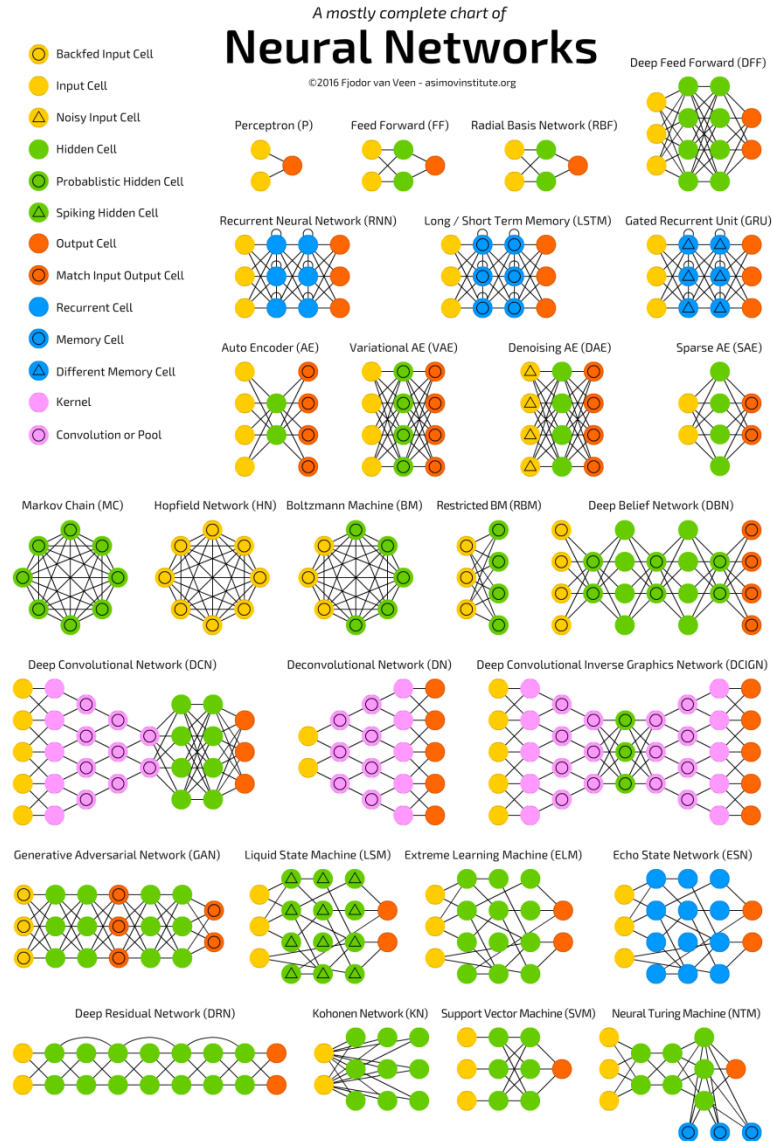 A mostly complete chart of
Neural Networks
©2016 Fjodor van Veen - asimovinstitute.org
Backfed Input Cell
Input Cell
Noisy Input Cell
Hidden Cell
Probablistic Hidden Cell
Spiking Hidden Cell
Output Cell
Match Input Output Cell
Recurrent Cell
Memory Cell
Different Memory Cell
Kernel
Convolution or Pool
Deep Feed Forward (DFF)
Perceptron (P)
Feed Forward (FF)
Radial Basis Network (RBF)
Recurrent Neural Network (RNN)
Long / Short Term Memory (LSTM)
Gated Recurrent Unit (GRU)
Auto Encoder (AE)
Variational AE (VAE)
Denoising AE (DAE)
Sparse AE (SAE)
Markov Chain (MC)
Hopfield Network (HN)
Boltzmann Machine (BM)
Restricted BM (RBM)
Deep Belief Network (DBN)
Deep Convolutional Network (DCN)
Deconvolutional Network (DN)
Deep Convolutional Inverse Graphics Network (DCIGN)
Generative Adversarial Network (GAN)
Liquid State Machine (LSM)
Extreme Learning Machine (ELM)
Echo State Network (ESN)
Deep Residual Network (DRN)
Kohonen Network (KN)
Support Vector Machine (SVM)
Neural Turing Machine (NTM)